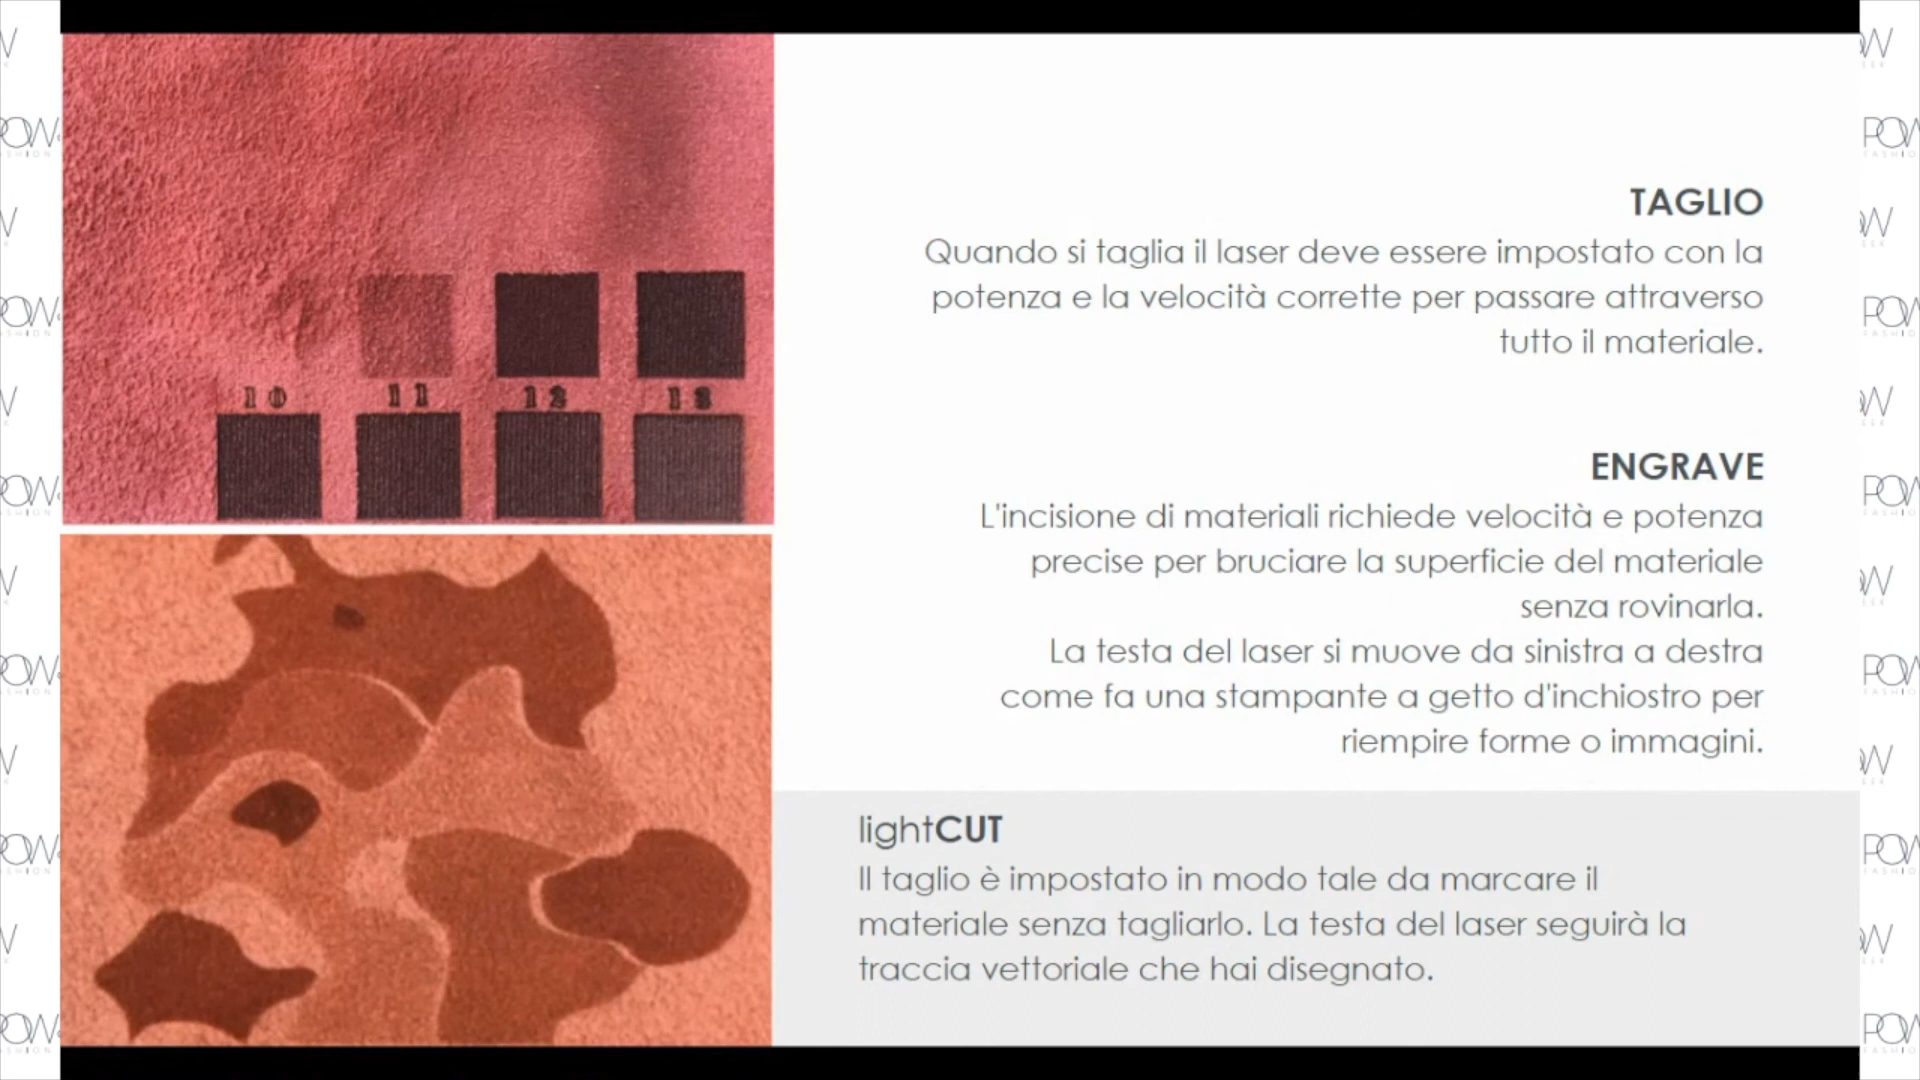 10 11 12 13
TAGLIO
Quando si taglia il laser deve essere impostato con la
potenza e la velocità corrette per passare attraverso
tutto il materiale.
ENGRAVE
L'incisione di materiali richiede velocità e potenza
precise per bruciare la superficie del materiale
senza rovinarla.
La testa del laser si muove da sinistra a destra
come fa una stampante a getto d'inchiostro per
riempire forme o immagini.
lightCUT
Il taglio è impostato in modo tale da marcare il
materiale senza tagliarlo. La testa del laser seguirà la
traccia vettoriale che hai disegnato.